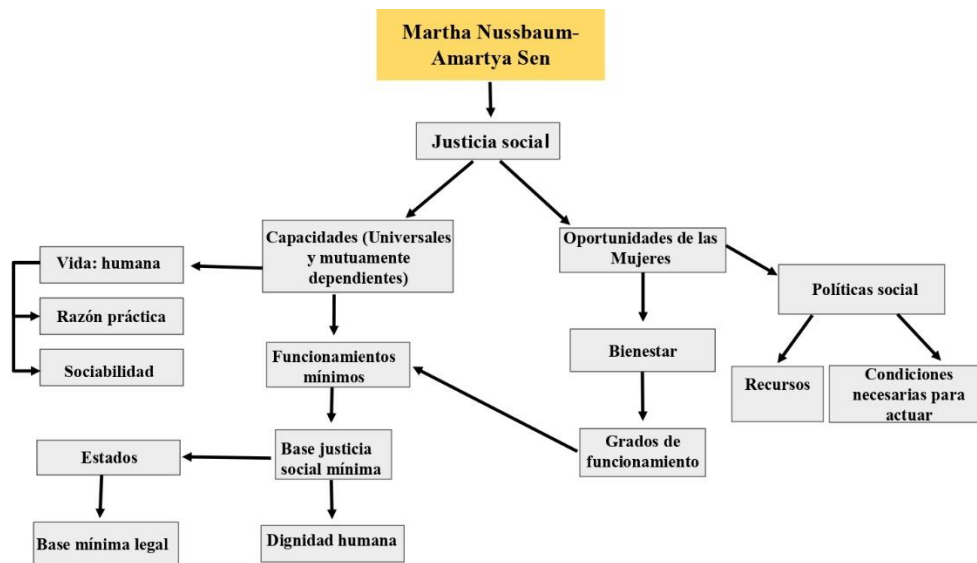 Martha Nussbaum-
Amartya Sen
Justicia social
Capacidades (Universales
y mutuamente
dependientes)
Oportunidades de las
Mujeres
Vida: humana
Políticas social
Razón práctica
Funcionamientos
mínimos
Bienestar
Sociabilidad
Recursos
Condiciones
necesarias para
actuar
Base justicia
social mínima
Grados de
funcionamiento
Estados
Base mínima legal
Dignidad humana